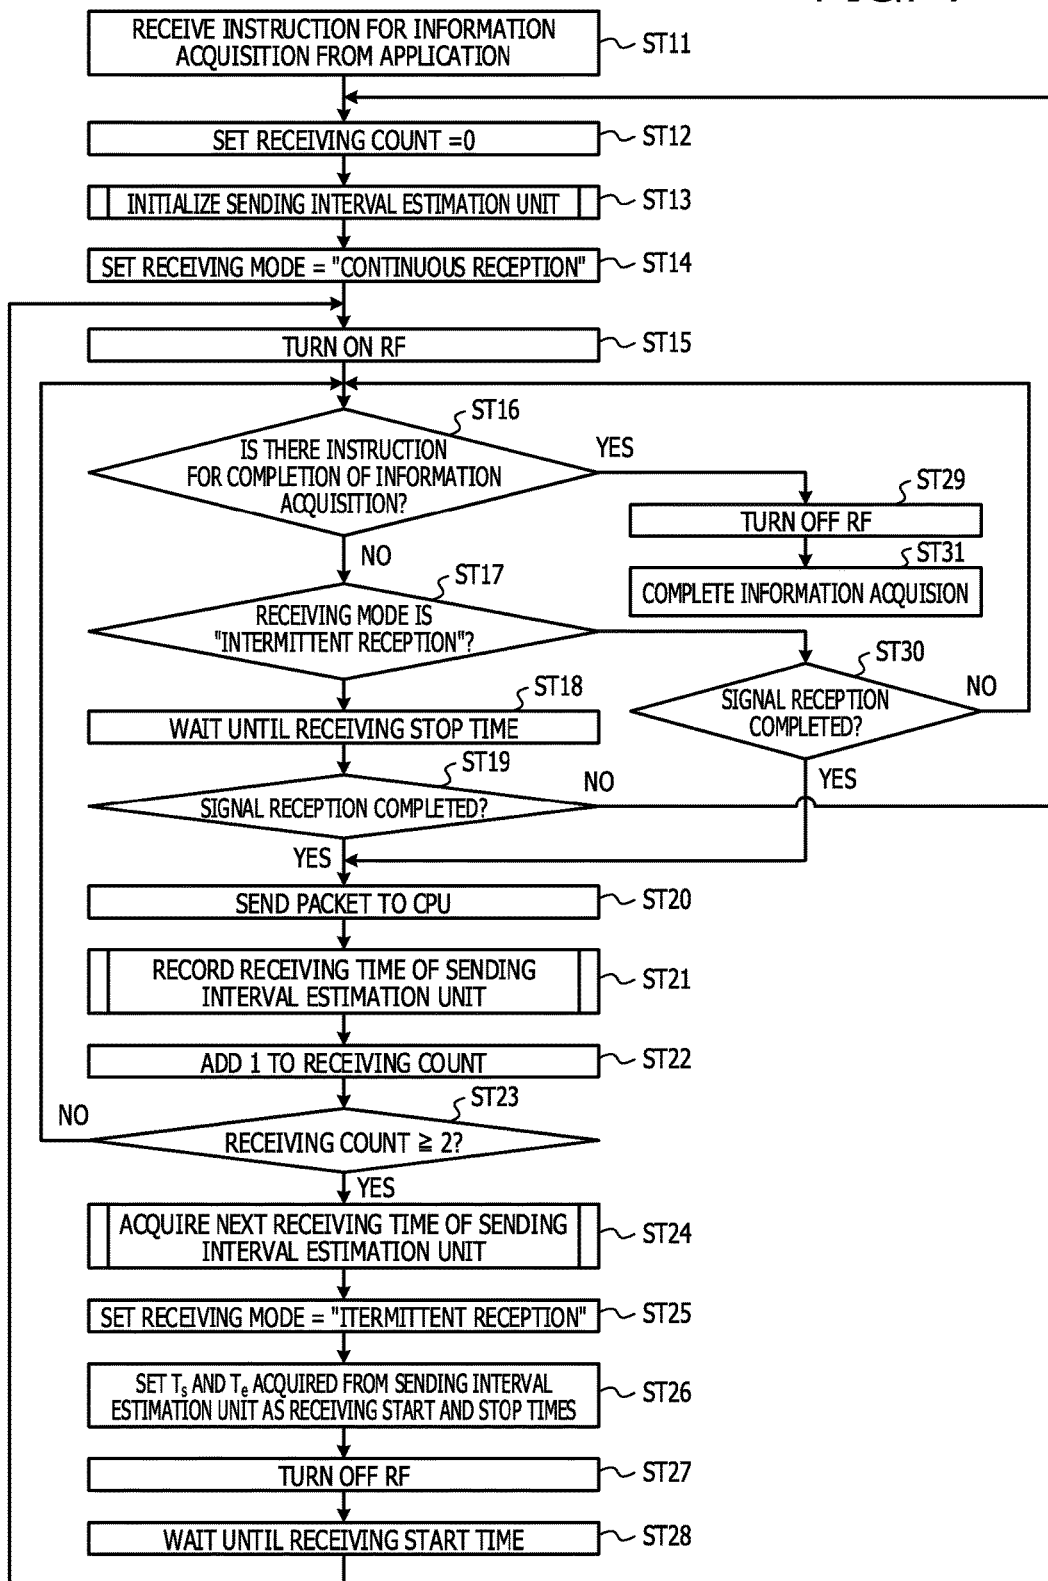 RECEIVE INSTRUCTION FOR INFORMATION
ACQUISITION FROM APPLICATION
ST11
SET RECEIVING COUNT =0
ST12
INITIALIZE SENDING INTERVAL ESTIMATION UNIT
ST13
SET RECEIVING MODE = "CONTINUOUS RECEPTION"
ST14
TURN ON RF
ST15
ST16
IS THERE INSTRUCTION
FOR COMPLETION OF INFORMATION
ACQUISITION?
YES
NO
ST29
TURN OFF RF
ST31
COMPLETE INFORMATION ACQUISION
ST17
RECEIVING MODE IS
"INTERMITTENT RECEPTION"?
ST30
SIGNAL RECEPTION
COMPLETED?
NO
YES
ST18
WAIT UNTIL RECEIVING STOP TIME
ST19
SIGNAL RECEPTION COMPLETED?
NO
YES
SEND PACKET TO CPU
ST20
RECORD RECEIVING TIME OF SENDING
INTERVAL ESTIMATION UNIT
ST21
ADD 1 TO RECEIVING COUNT
ST22
ST23
NO
RECEIVING COUNT ≧ 2?
YES
ACQUIRE NEXT RECEIVING TIME OF SENDING
INTERVAL ESTIMATION UNIT
ST24
SET RECEIVING MODE = "ITERMITTENT RECEPTION"
ST25
SET Ts AND Te ACQUIRED FROM SENDING INTERVAL
ESTIMATION UNIT AS RECEIVING START AND STOP TIMES
ST26
TURN OFF RF
ST27
WAIT UNTIL RECEIVING START TIME
ST28